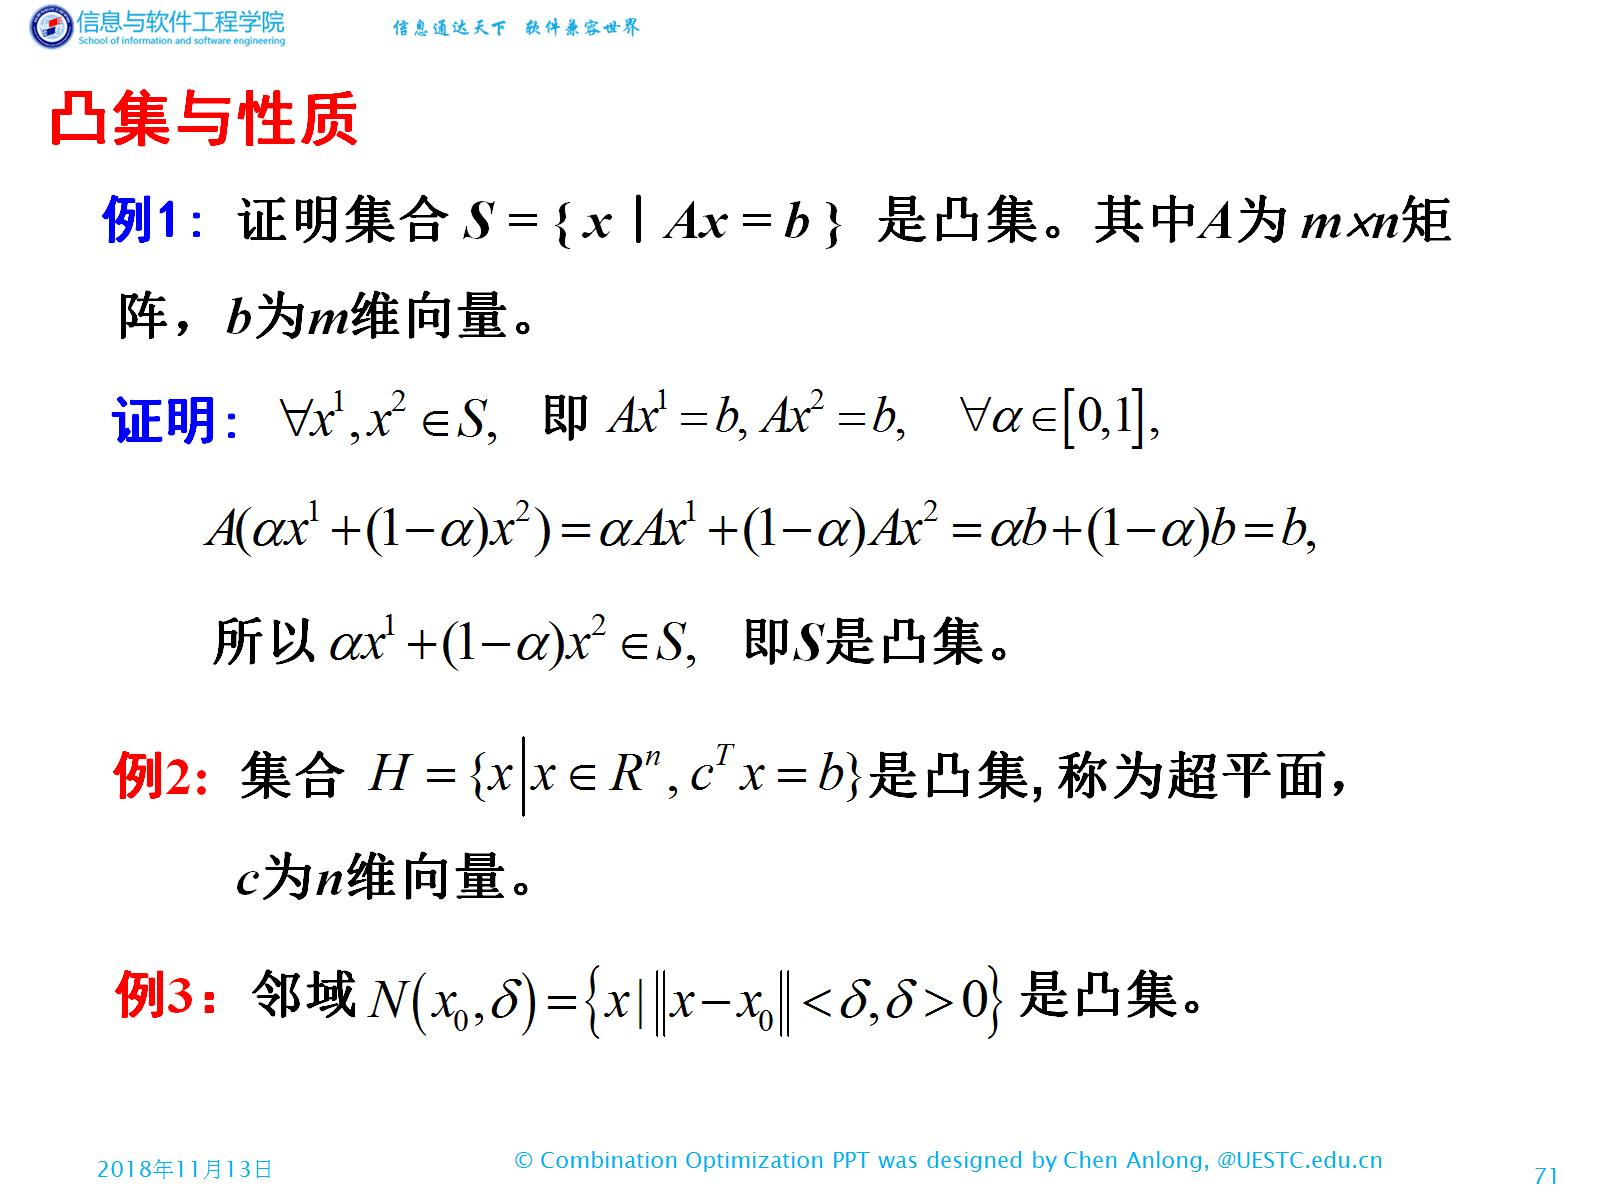 信息与软件工程学院
School of information and software engineering
信息通达天下 软件兼容世界
凸集与性质
例1: 证明集合 S = { x | Ax = b } 是凸集。其中A为 m×n矩
阵，b为m维向量。
证明: ∀x¹, x² ∈ S, 即 Ax¹ = b, Ax² = b, ∀α ∈ [0,1],
A(αx¹ + (1−α)x²) = αAx¹ + (1−α)Ax² = αb + (1−α)b = b,
所以 αx¹ + (1−α)x² ∈ S, 即S是凸集。
例2：集合 H = {x | x ∈ Rⁿ, cᵀx = b}是凸集, 称为超平面，
c为n维向量。
例3：邻域 N(x₀, δ) = {x | ‖x − x₀‖ < δ, δ > 0} 是凸集。
2018年11月13日
© Combination Optimization PPT was designed by Chen Anlong, @UESTC.edu.cn
71